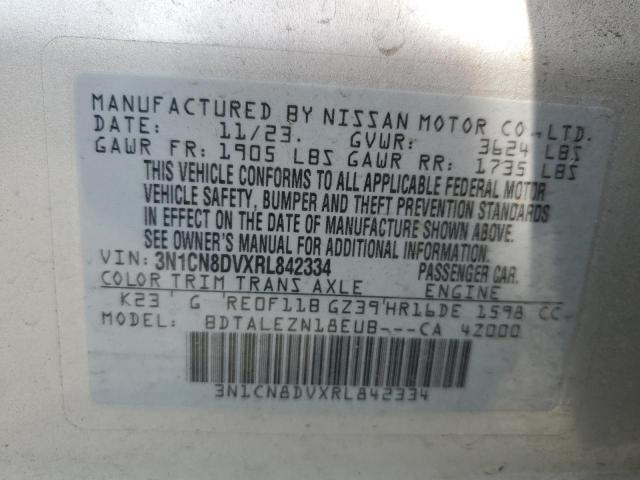 MANUFACTURED BY NISSAN MOTOR CO.,LTD.
DATE: 11/23. GVWR: 3624 LBS
GAWR FR: 1905 LBS GAWR RR: 1735 LBS
THIS VEHICLE CONFORMS TO ALL APPLICABLE FEDERAL MOTOR
VEHICLE SAFETY, BUMPER AND THEFT PREVENTION STANDARDS
IN EFFECT ON THE DATE OF MANUFACTURE SHOWN ABOVE.
SEE OWNER'S MANUAL FOR ADDITIONAL INFORMATION.
VIN: 3N1CN8DVXRL842334 PASSENGER CAR.
COLOR TRIM TRANS AXLE ENGINE
K23 G RE0F11B GZ39 HR16DE 1598 CC
MODEL: BDTALEZN18EUB----CA 42000
3N1CN8DVXRL842334